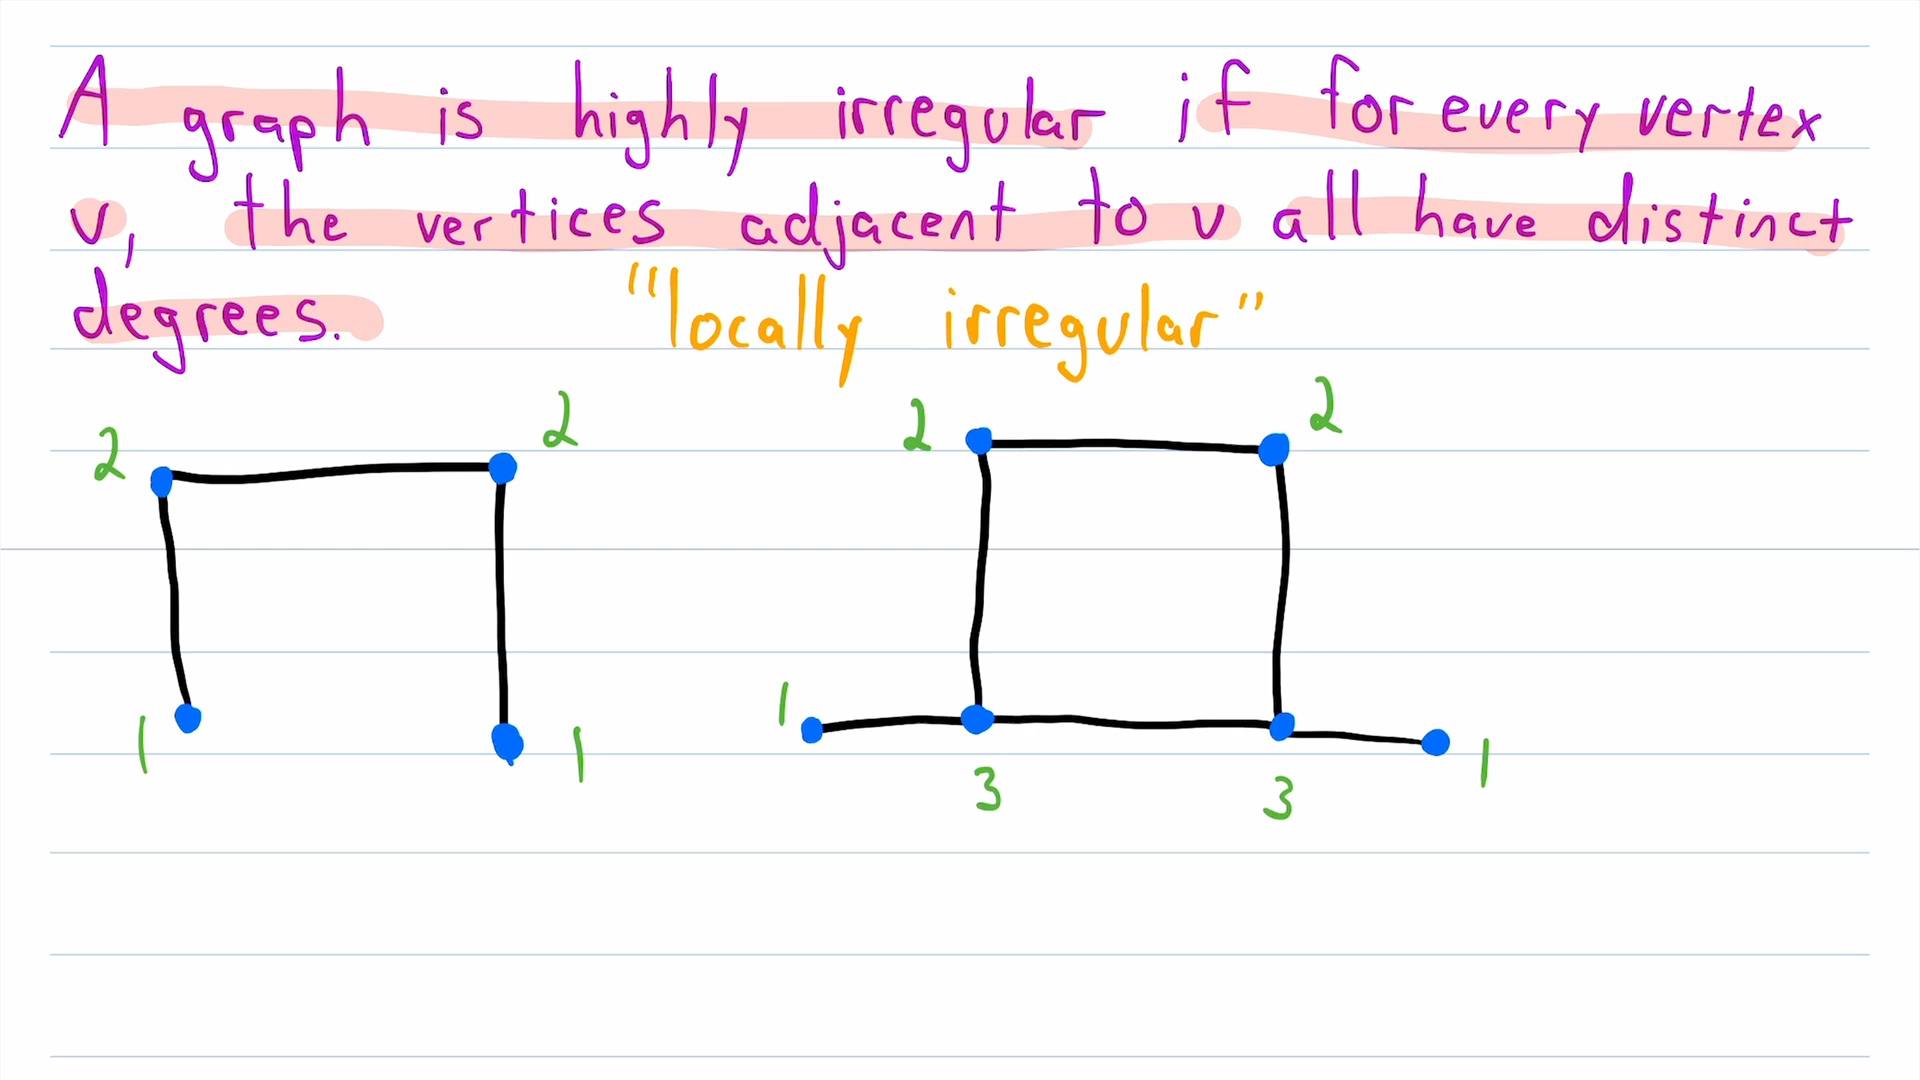 A graph is highly irregular if for every vertex
v, the vertices adjacent to v all have distinct
degrees. "locally irregular"
2 2 2 2
1 1 1 3 3 1